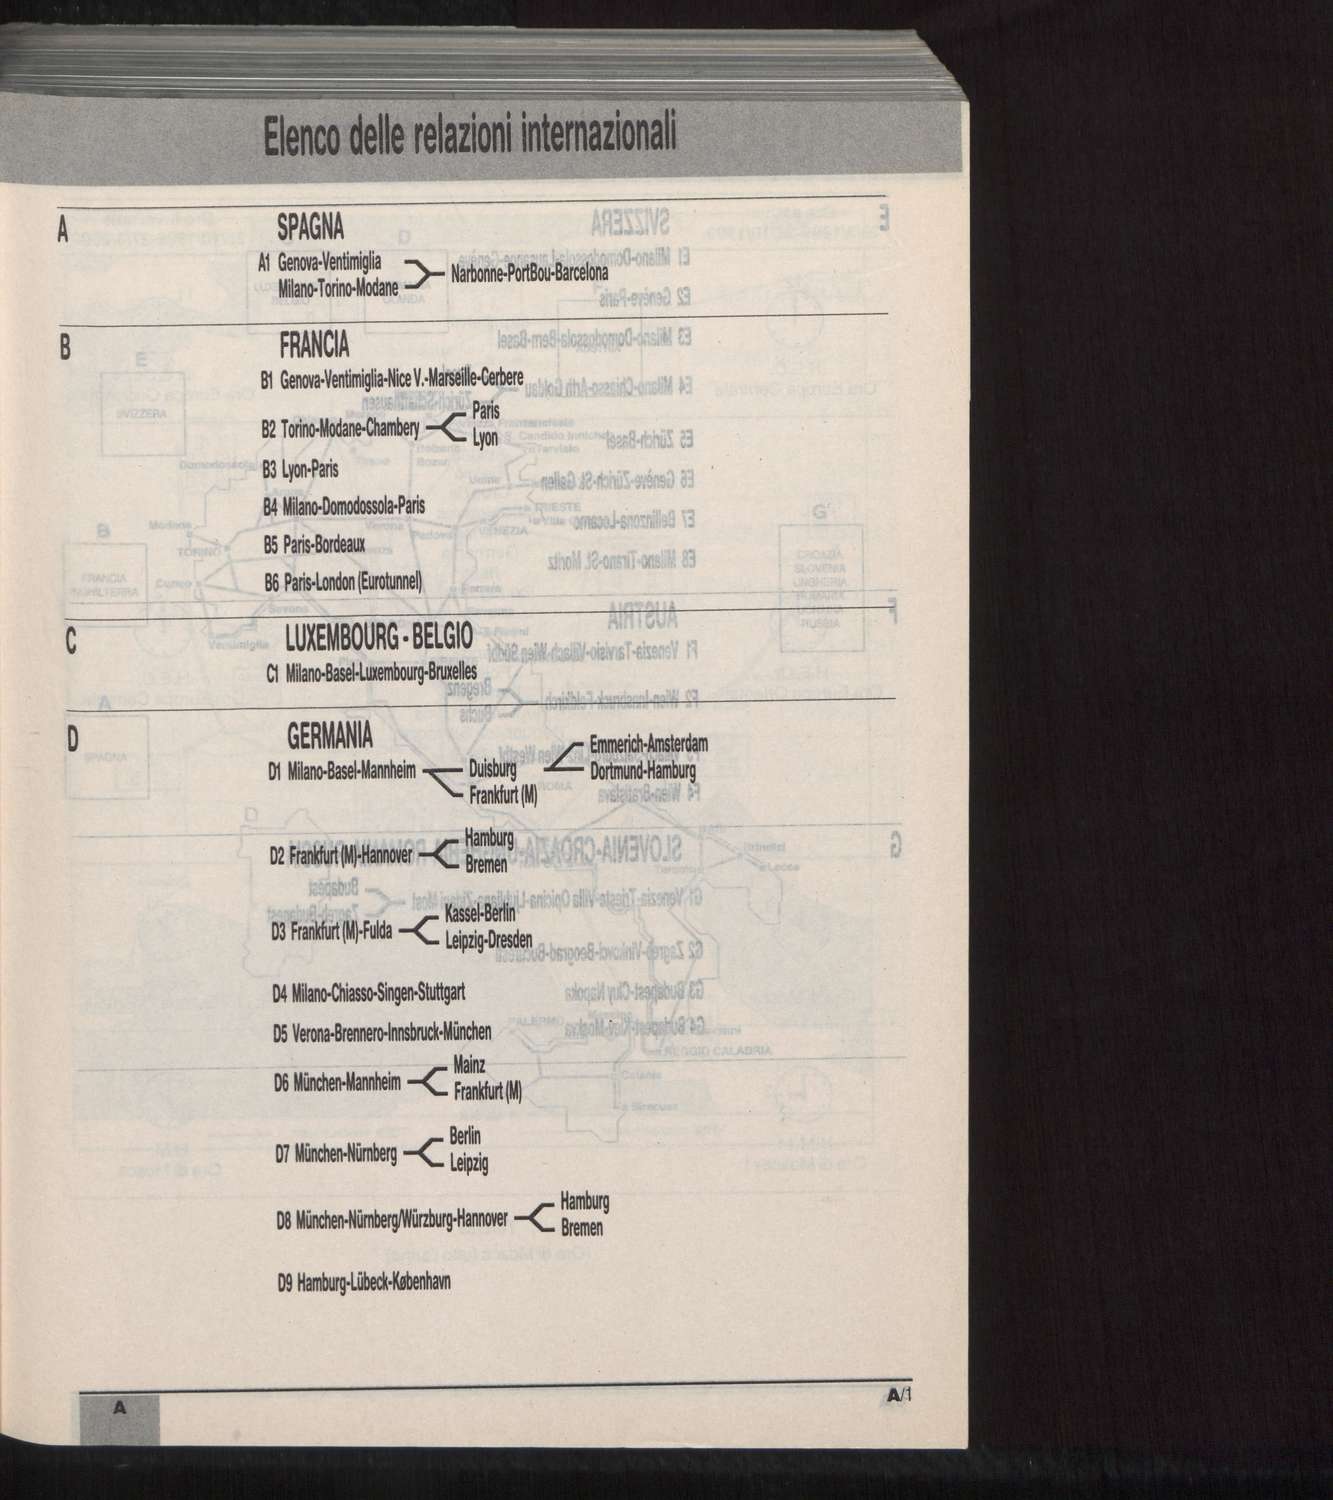 Elenco delle relazioni internazionali
A SPAGNA
A1 Genova-Ventimiglia
Milano-Torino-Modane
Narbonne-PortBou-Barcelona
B FRANCIA
B1 Genova-Ventimiglia-Nice V.-Marseille-Cerbere
B2 Torino-Modane-Chambery
Paris
Lyon
B3 Lyon-Paris
B4 Milano-Domodossola-Paris
B5 Paris-Bordeaux
B6 Paris-London (Eurotunnel)
C LUXEMBOURG - BELGIO
C1 Milano-Basel-Luxembourg-Bruxelles
D GERMANIA
D1 Milano-Basel-Mannheim
Duisburg
Frankfurt (M)
Emmerich-Amsterdam
Dortmund-Hamburg
D2 Frankfurt (M)-Hannover
Hamburg
Bremen
D3 Frankfurt (M)-Fulda
Kassel-Berlin
Leipzig-Dresden
D4 Milano-Chiasso-Singen-Stuttgart
D5 Verona-Brennero-Innsbruck-München
D6 München-Mannheim
Mainz
Frankfurt (M)
D7 München-Nürnberg
Berlin
Leipzig
D8 München-Nürnberg/Würzburg-Hannover
Hamburg
Bremen
D9 Hamburg-Lübeck-København
A
A/1